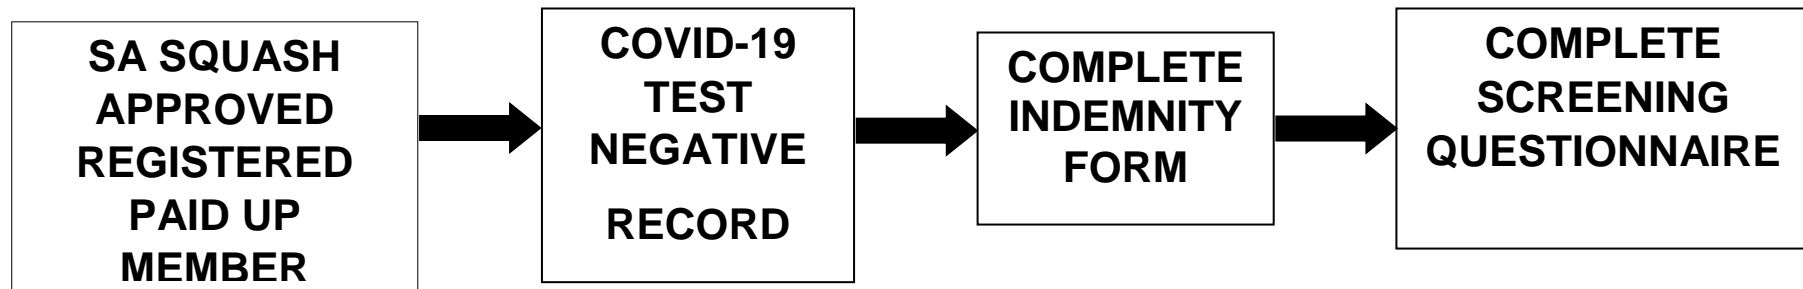 SA SQUASH
APPROVED
REGISTERED
PAID UP
MEMBER
COVID-19
TEST
NEGATIVE
RECORD
COMPLETE
INDEMNITY
FORM
COMPLETE
SCREENING
QUESTIONNAIRE